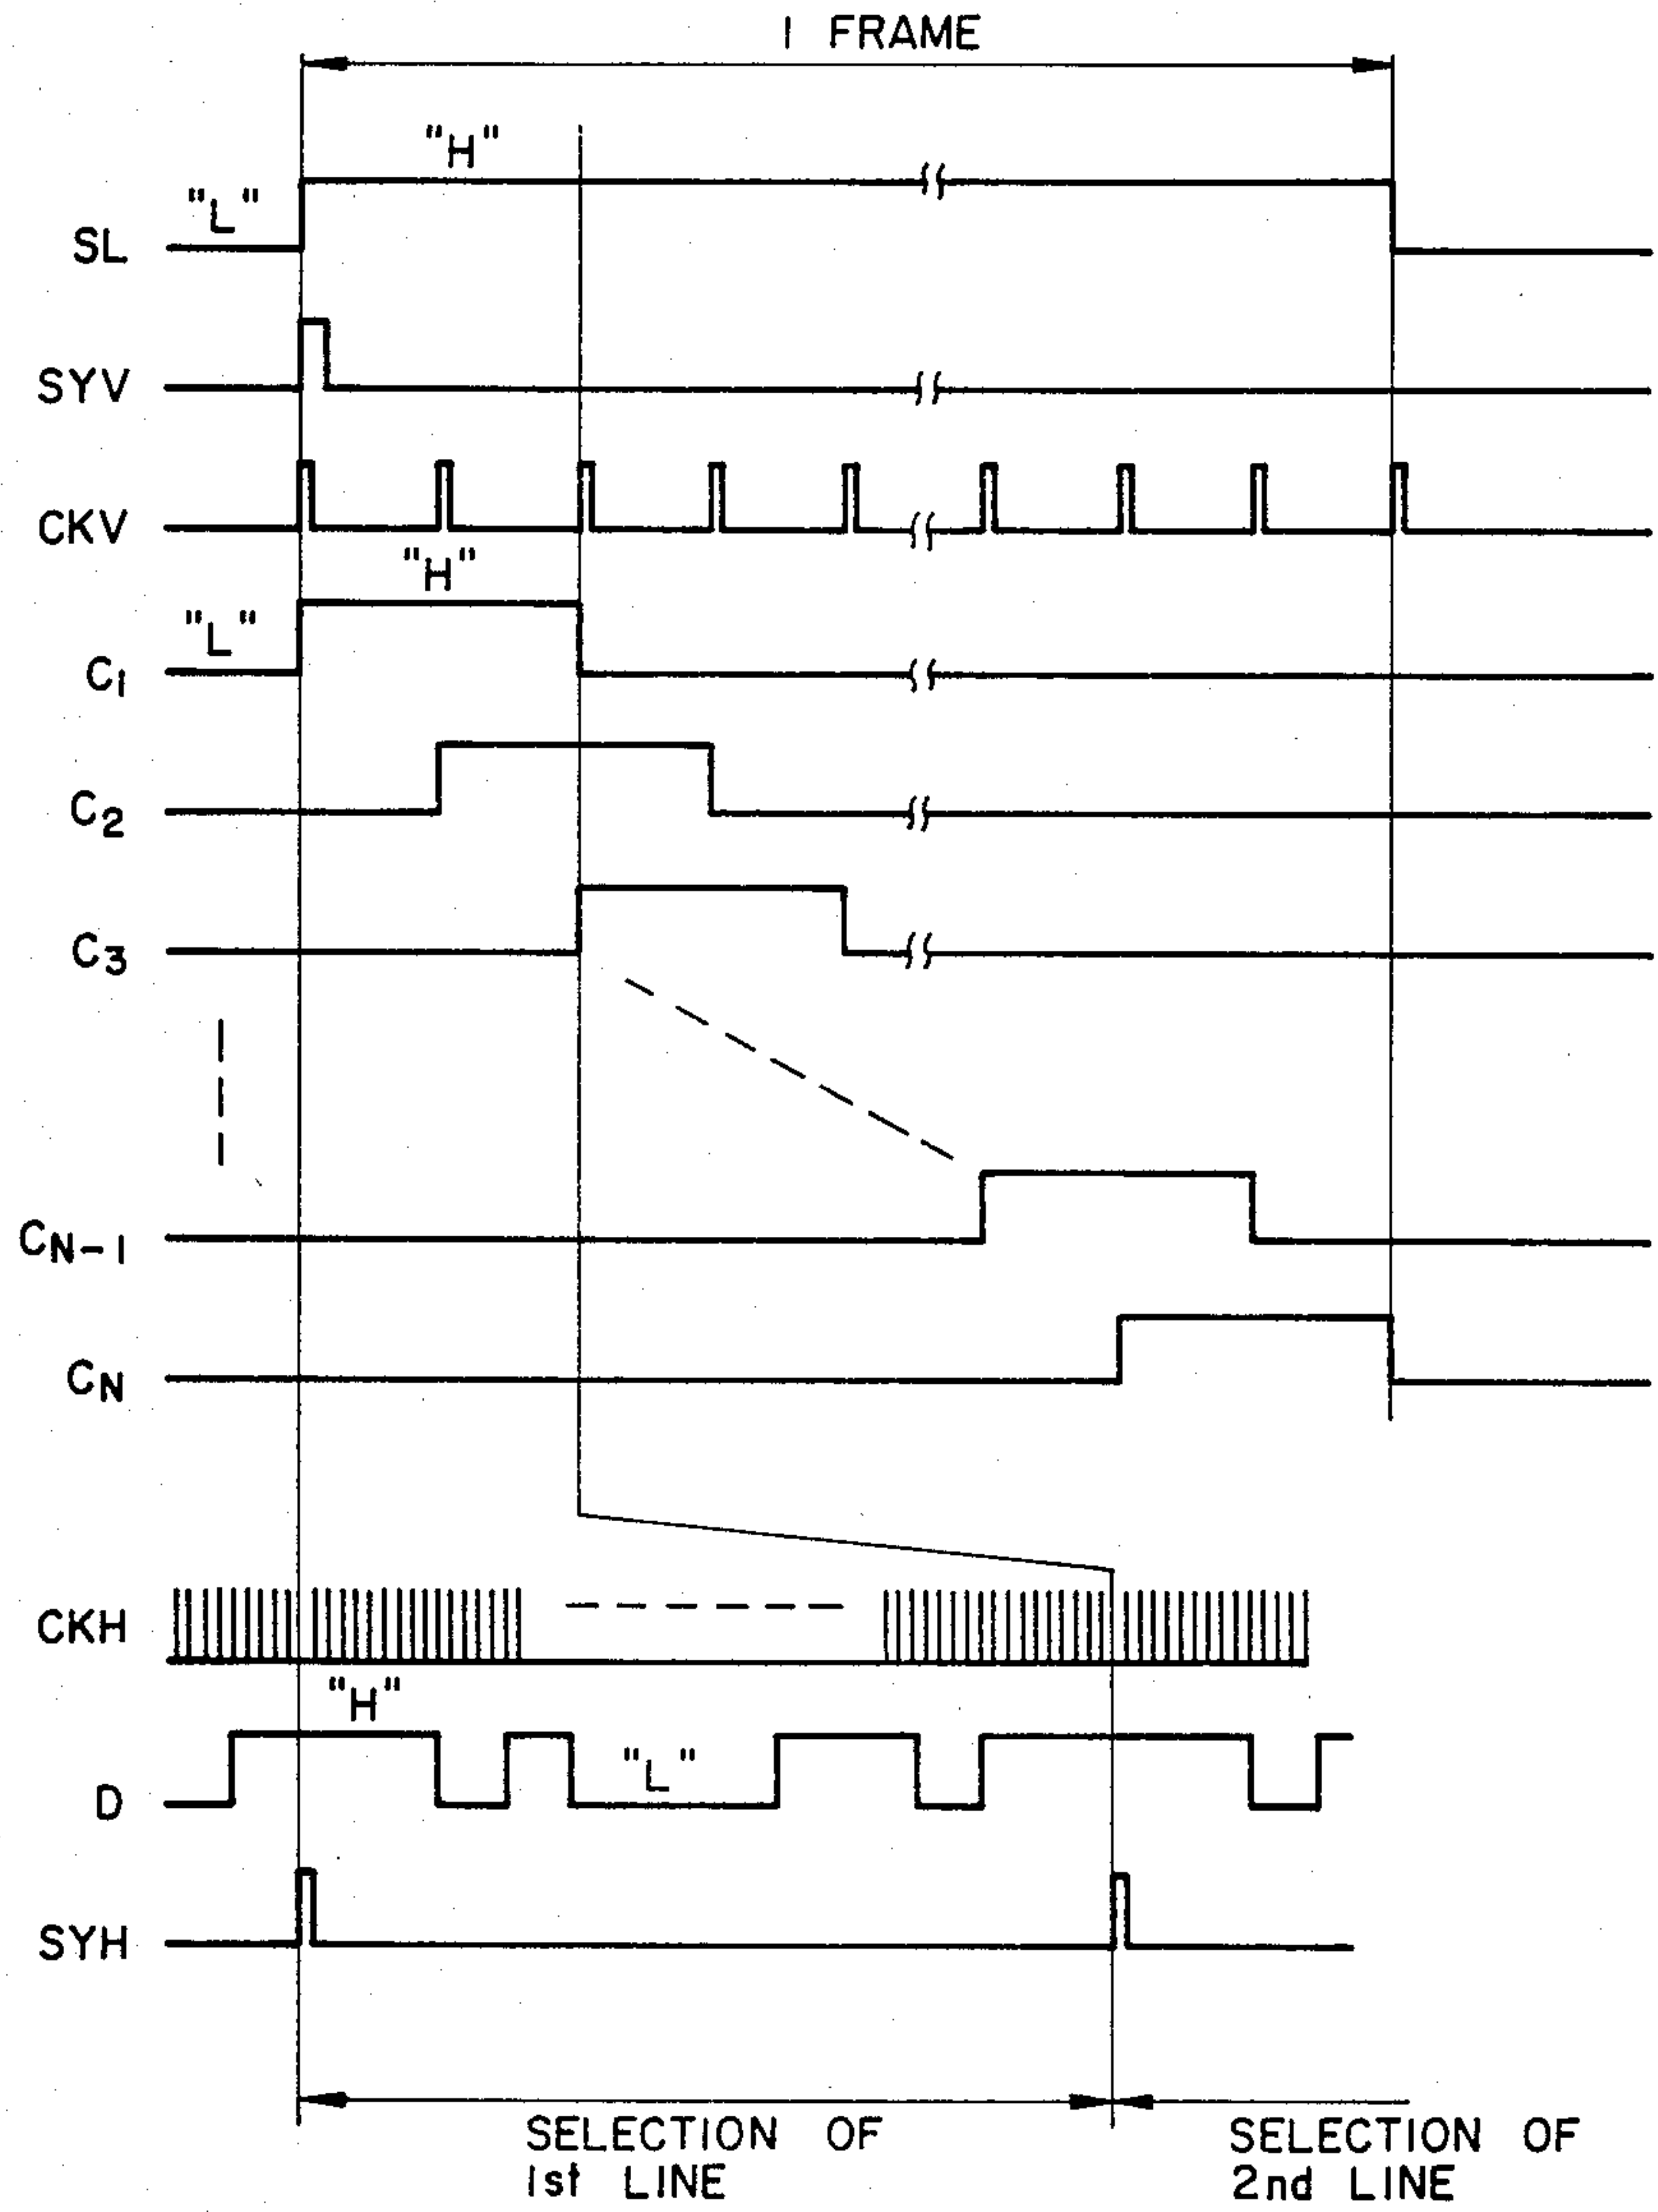 1 FRAME
"H"
"L"
SL
SYV
CKV
"H"
"L"
C1
C2
C3
CN-1
CN
CKH
"H"
D
"L"
SYH
SELECTION OF
1st LINE
SELECTION OF
2nd LINE